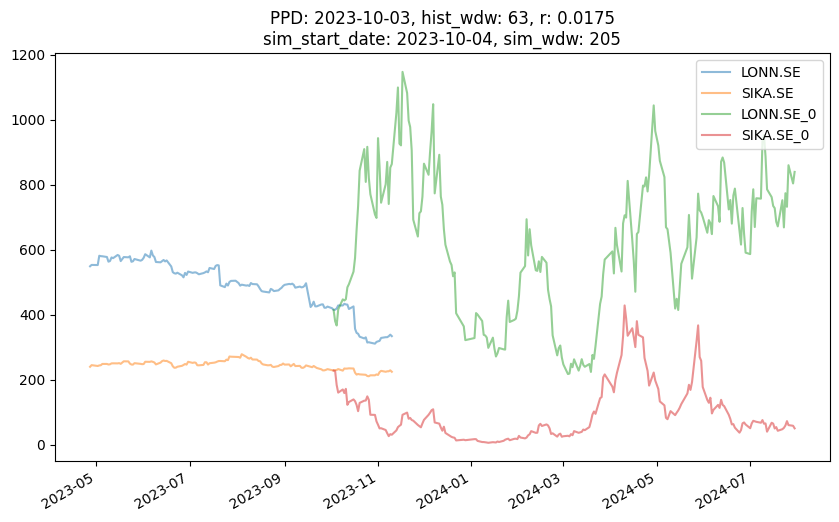 PPD: 2023-10-03, hist_wdw: 63, r: 0.0175
sim_start_date: 2023-10-04, sim_wdw: 205
LONN.SE
SIKA.SE
LONN.SE_0
SIKA.SE_0
1200
1000
800
600
400
200
0
2023-05
2023-07
2023-09
2023-11
2024-01
2024-03
2024-05
2024-07